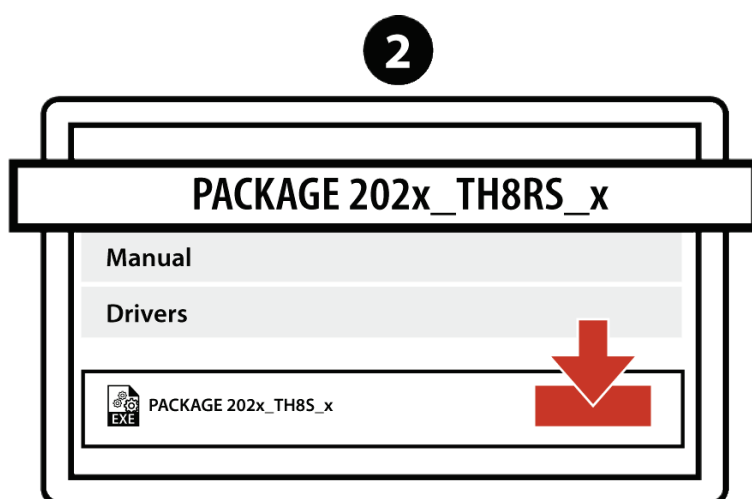 2
PACKAGE 202x_TH8RS_x
Manual
Drivers
EXE
PACKAGE 202x_TH8S_x